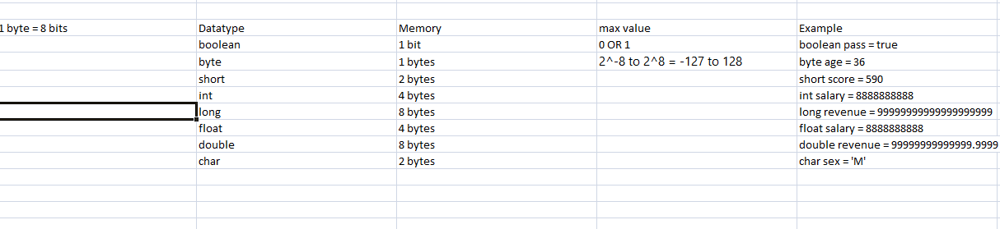 1 byte = 8 bits Datatype Memory max value Example
boolean 1 bit 0 OR 1 boolean pass = true
byte 1 bytes 2^-8 to 2^8 = -127 to 128 byte age = 36
short 2 bytes short score = 590
int 4 bytes int salary = 8888888888
long 8 bytes long revenue = 99999999999999999999
float 4 bytes float salary = 8888888888
double 8 bytes double revenue = 99999999999999.9999
char 2 bytes char sex = 'M'